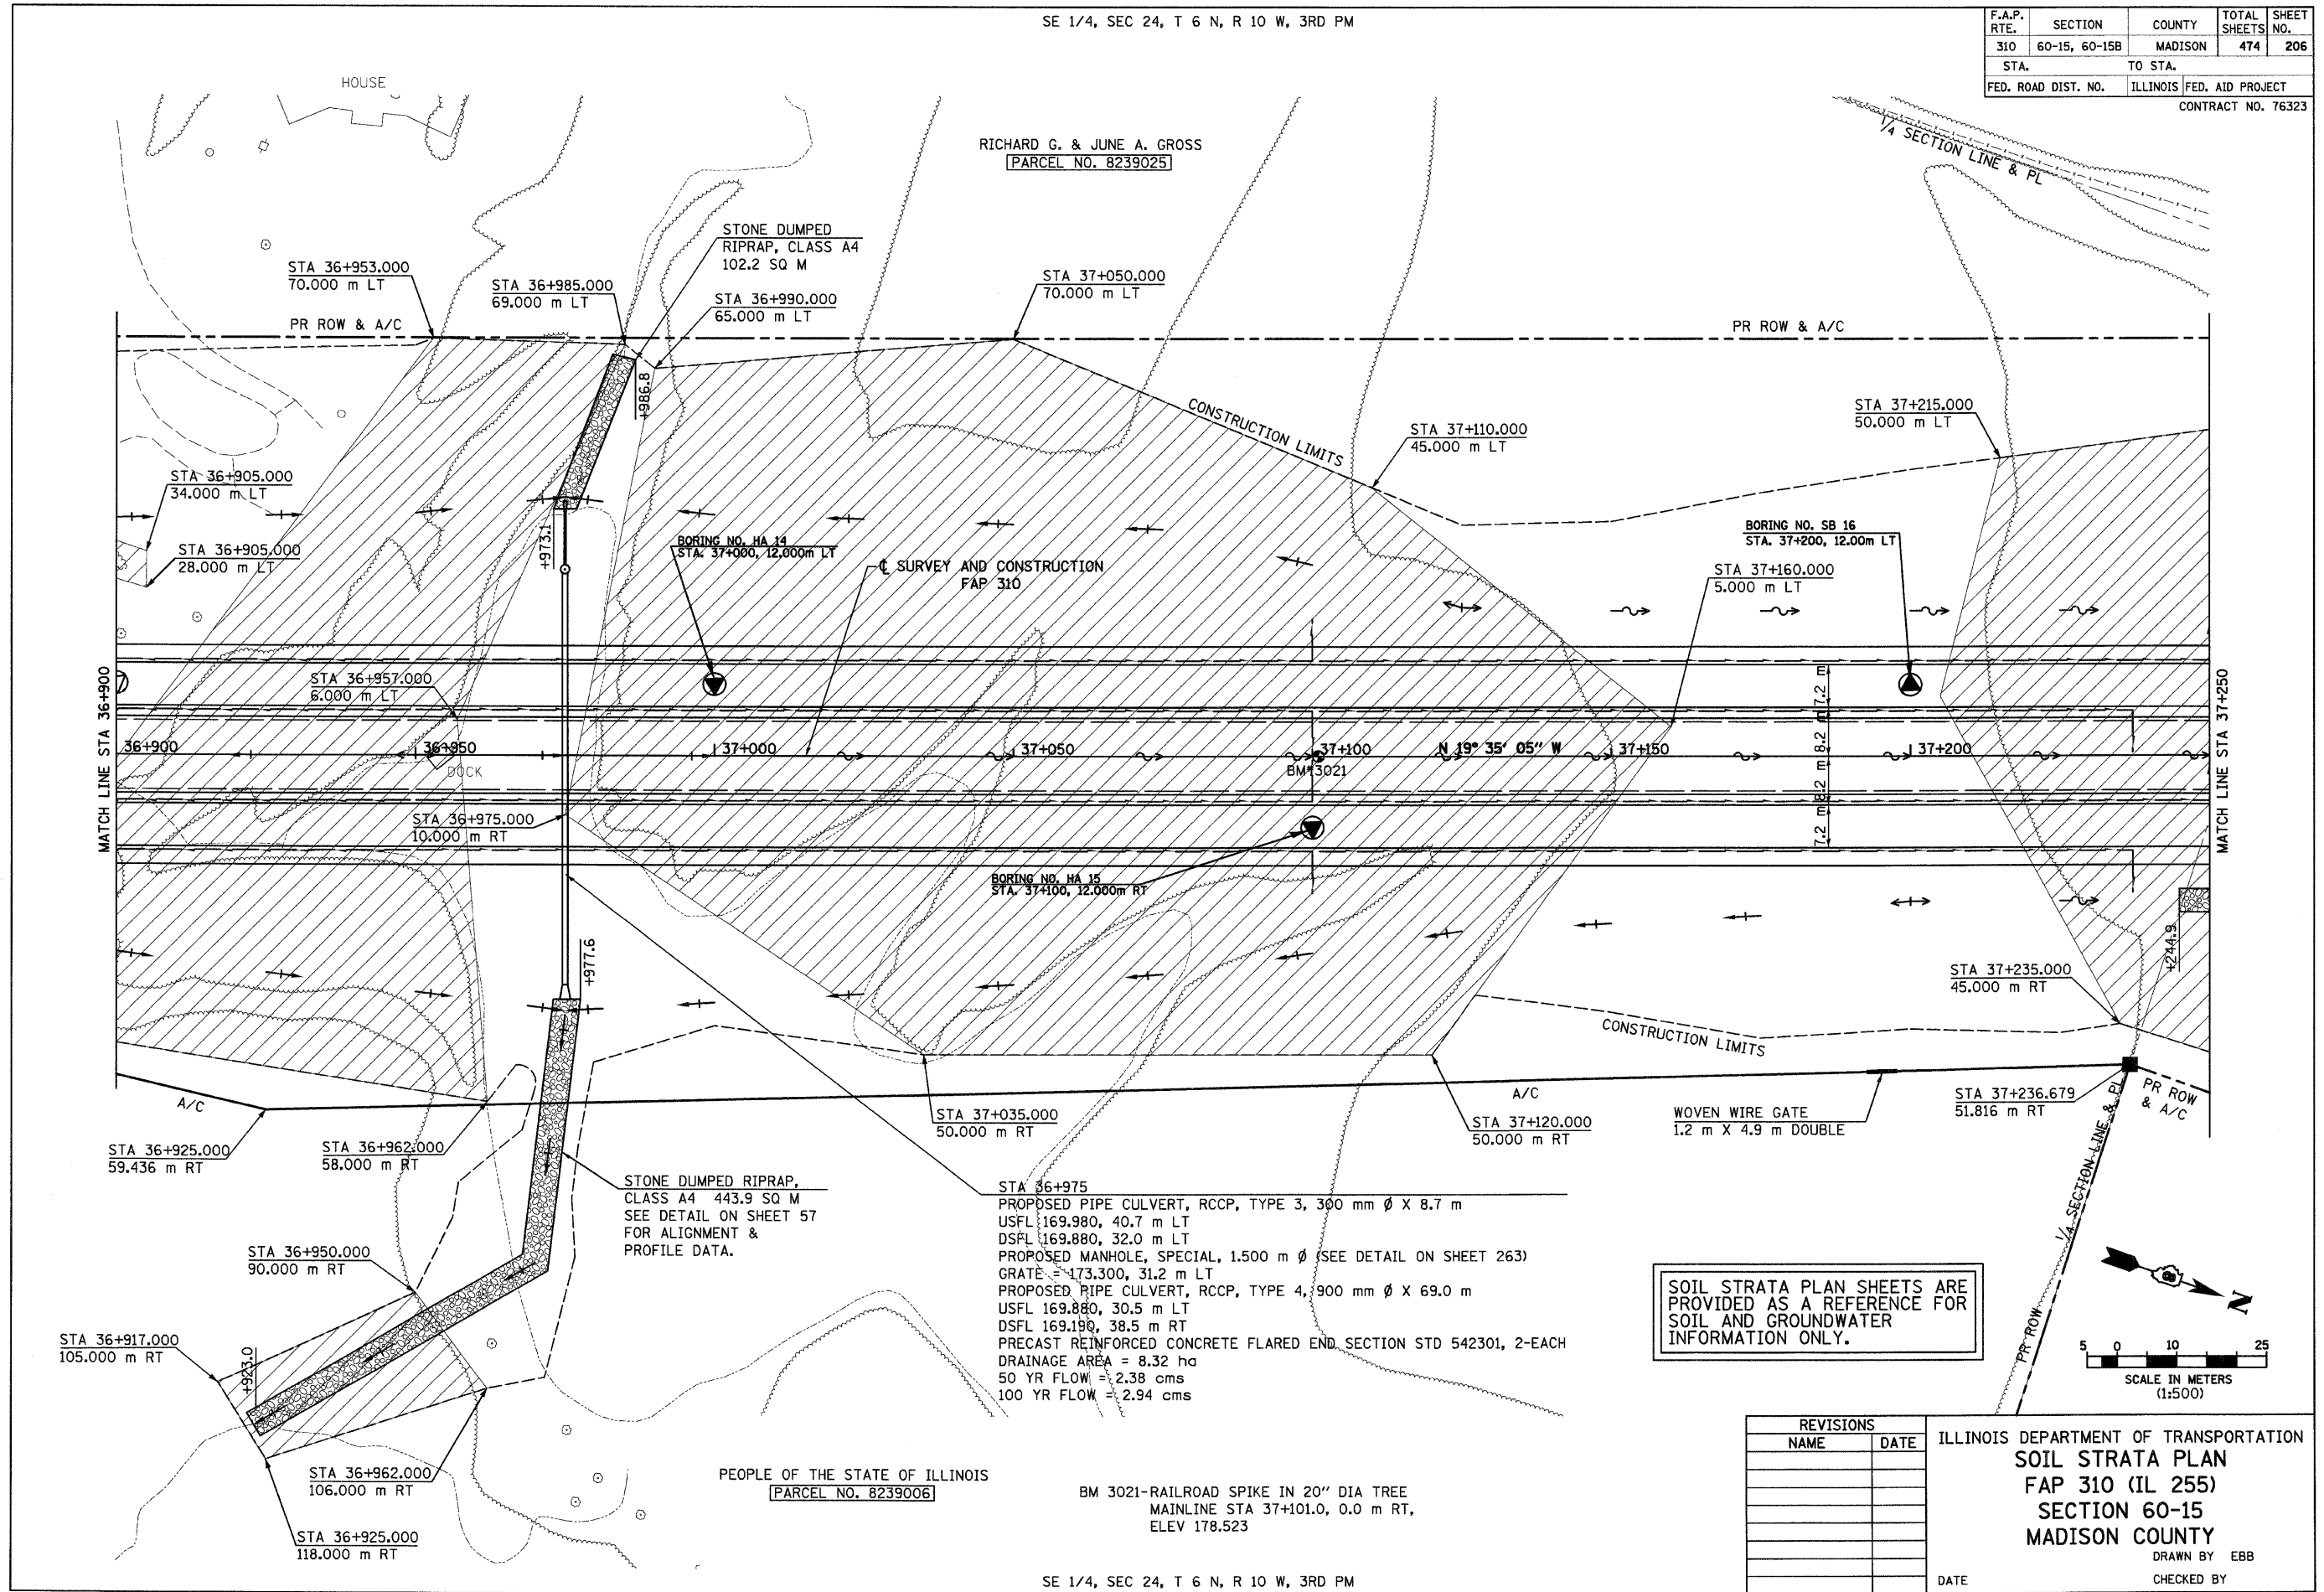 SE 1/4, SEC 24, T 6 N, R 10 W, 3RD PM
F.A.P. RTE. SECTION COUNTY TOTAL SHEETS SHEET NO.
310 60-15, 60-15B MADISON 474 206
STA. TO STA.
FED. ROAD DIST. NO. ILLINOIS FED. AID PROJECT
CONTRACT NO. 76323
HOUSE
RICHARD G. & JUNE A. GROSS
PARCEL NO. 8239025
1/4 SECTION LINE & PL
STONE DUMPED
RIPRAP, CLASS A4
102.2 SQ M
STA 36+953.000
70.000 m LT
STA 36+985.000
69.000 m LT
STA 36+990.000
65.000 m LT
STA 37+050.000
70.000 m LT
PR ROW & A/C
PR ROW & A/C
+986.8
CONSTRUCTION LIMITS
STA 37+110.000
45.000 m LT
STA 37+215.000
50.000 m LT
STA 36+905.000
34.000 m LT
STA 36+905.000
28.000 m LT
+973.1
BORING NO. HA 14
STA. 37+000, 12.000m LT
℄ SURVEY AND CONSTRUCTION
FAP 310
BORING NO. SB 16
STA. 37+200, 12.00m LT
STA 37+160.000
5.000 m LT
MATCH LINE STA 36+900
STA 36+957.000
6.000 m LT
7.2 m
8.2 m
8.2 m
7.2 m
36+900
36+950
37+000
37+050
37+100
N 19° 35' 05" W
37+150
37+200
DOCK
BM#3021
MATCH LINE STA 37+250
STA 36+975.000
10.000 m RT
BORING NO. HA 15
STA. 37+100, 12.000m RT
+977.6
+244.9
STA 37+235.000
45.000 m RT
CONSTRUCTION LIMITS
A/C
A/C
STA 36+925.000
59.436 m RT
STA 36+962.000
58.000 m RT
STA 37+035.000
50.000 m RT
STA 37+120.000
50.000 m RT
WOVEN WIRE GATE
1.2 m X 4.9 m DOUBLE
STA 37+236.679
51.816 m RT
PR ROW
& A/C
1/4 SECTION LINE & PL
PR ROW
STONE DUMPED RIPRAP,
CLASS A4 443.9 SQ M
SEE DETAIL ON SHEET 57
FOR ALIGNMENT &
PROFILE DATA.
STA 36+975
PROPOSED PIPE CULVERT, RCCP, TYPE 3, 300 mm Ø X 8.7 m
USFL 169.980, 40.7 m LT
DSFL 169.880, 32.0 m LT
PROPOSED MANHOLE, SPECIAL, 1.500 m Ø (SEE DETAIL ON SHEET 263)
GRATE = 173.300, 31.2 m LT
PROPOSED PIPE CULVERT, RCCP, TYPE 4, 900 mm Ø X 69.0 m
USFL 169.880, 30.5 m LT
DSFL 169.190, 38.5 m RT
PRECAST REINFORCED CONCRETE FLARED END SECTION STD 542301, 2-EACH
DRAINAGE AREA = 8.32 ha
50 YR FLOW = 2.38 cms
100 YR FLOW = 2.94 cms
STA 36+950.000
90.000 m RT
STA 36+917.000
105.000 m RT
+923.0
STA 36+962.000
106.000 m RT
STA 36+925.000
118.000 m RT
SOIL STRATA PLAN SHEETS ARE
PROVIDED AS A REFERENCE FOR
SOIL AND GROUNDWATER
INFORMATION ONLY.
N
5 0 10 25
SCALE IN METERS
(1:500)
PEOPLE OF THE STATE OF ILLINOIS
PARCEL NO. 8239006
BM 3021-RAILROAD SPIKE IN 20" DIA TREE
MAINLINE STA 37+101.0, 0.0 m RT,
ELEV 178.523
REVISIONS
NAME DATE
ILLINOIS DEPARTMENT OF TRANSPORTATION
SOIL STRATA PLAN
FAP 310 (IL 255)
SECTION 60-15
MADISON COUNTY
DRAWN BY EBB
DATE CHECKED BY
SE 1/4, SEC 24, T 6 N, R 10 W, 3RD PM